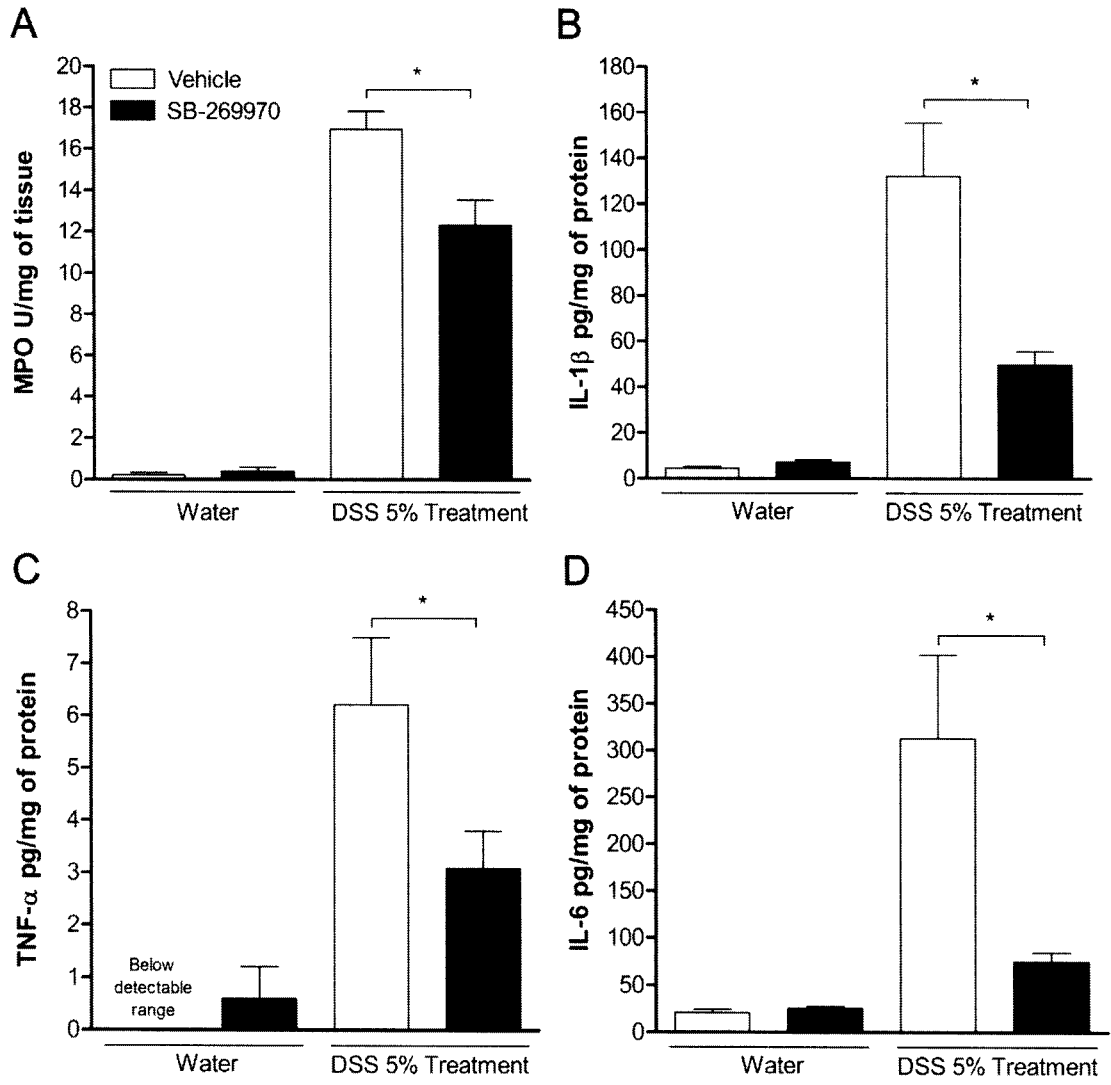 A
MPO U/mg of tissue
20
18
16
14
12
10
8
6
4
2
0
Vehicle
SB-269970
*
Water
DSS 5% Treatment
B
IL-1β pg/mg of protein
180
160
140
120
100
80
60
40
20
0
*
Water
DSS 5% Treatment
C
TNF-α pg/mg of protein
8
7
6
5
4
3
2
1
0
Below
detectable
range
*
Water
DSS 5% Treatment
D
IL-6 pg/mg of protein
450
400
350
300
250
200
150
100
50
0
*
Water
DSS 5% Treatment